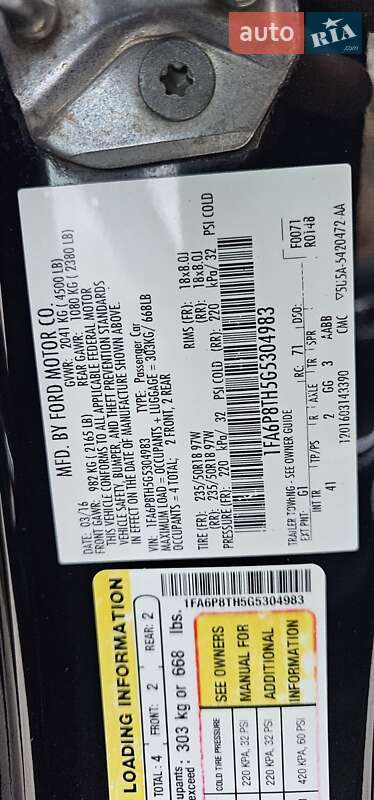 auto RIA
.com
MFD. BY FORD MOTOR CO.
DATE: 03/16 GVWR: 2041 KG ( 4500 LB)
FRONT GAWR: 982 KG ( 2165 LB) REAR GAWR: 1080 KG ( 2380 LB)
THIS VEHICLE CONFORMS TO ALL APPLICABLE FEDERAL MOTOR
VEHICLE SAFETY, BUMPER, AND THEFT PREVENTION STANDARDS
IN EFFECT ON THE DATE OF MANUFACTURE SHOWN ABOVE.
VIN: 1FA6P8TH5G5304983 TYPE: Passenger Car
MAXIMUM LOAD = OCCUPANTS + LUGGAGE = 303KG/ 668LB
OCCUPANTS = 4 TOTAL: 2 FRONT, 2 REAR
TIRE (FR): 235/50R18 97W RIMS (FR): 18x8.0J
TIRE (RR): 235/50R18 97W (RR): 18x8.0J
PRESSURE (FR): 220 kPa/ 32 PSI COLD (RR): 220 kPa/ 32 PSI COLD
1FA6P8TH5G5304983
TRAILER TOWING - SEE OWNER GUIDE F0071
EXT PNT: G1 RC: 71 DSO: R0148
INT TR TP/PS R AXLE TR SPR
41 2 GG 3 AABB
1201603143390 CMC 5U5A-5420472-AA
1FA6P8TH5G5304983
LOADING INFORMATION
TOTAL: 4 FRONT: 2 REAR: 2
303 kg or 668 lbs.
COLD TIRE PRESSURE SEE OWNERS
220 KPA, 32 PSI MANUAL FOR
220 KPA, 32 PSI ADDITIONAL
420 KPA, 60 PSI INFORMATION